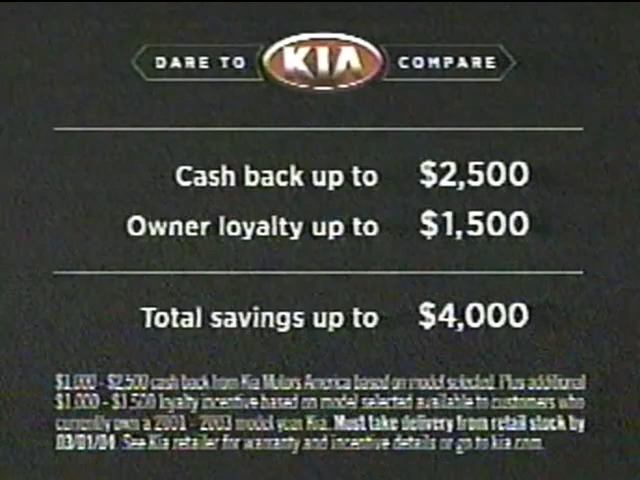 DARE TO KIA COMPARE
Cash back up to $2,500
Owner loyalty up to $1,500
Total savings up to $4,000
$1,000 - $2,500 cash back from Kia Motors America based on model selected. Plus additional
$1,000 - $1,500 loyalty incentive based on model selected available to customers who
currently own a 2001 - 2003 model year Kia. Must take delivery from retail stock by
03/01/04. See Kia retailer for warranty and incentive details or go to kia.com.